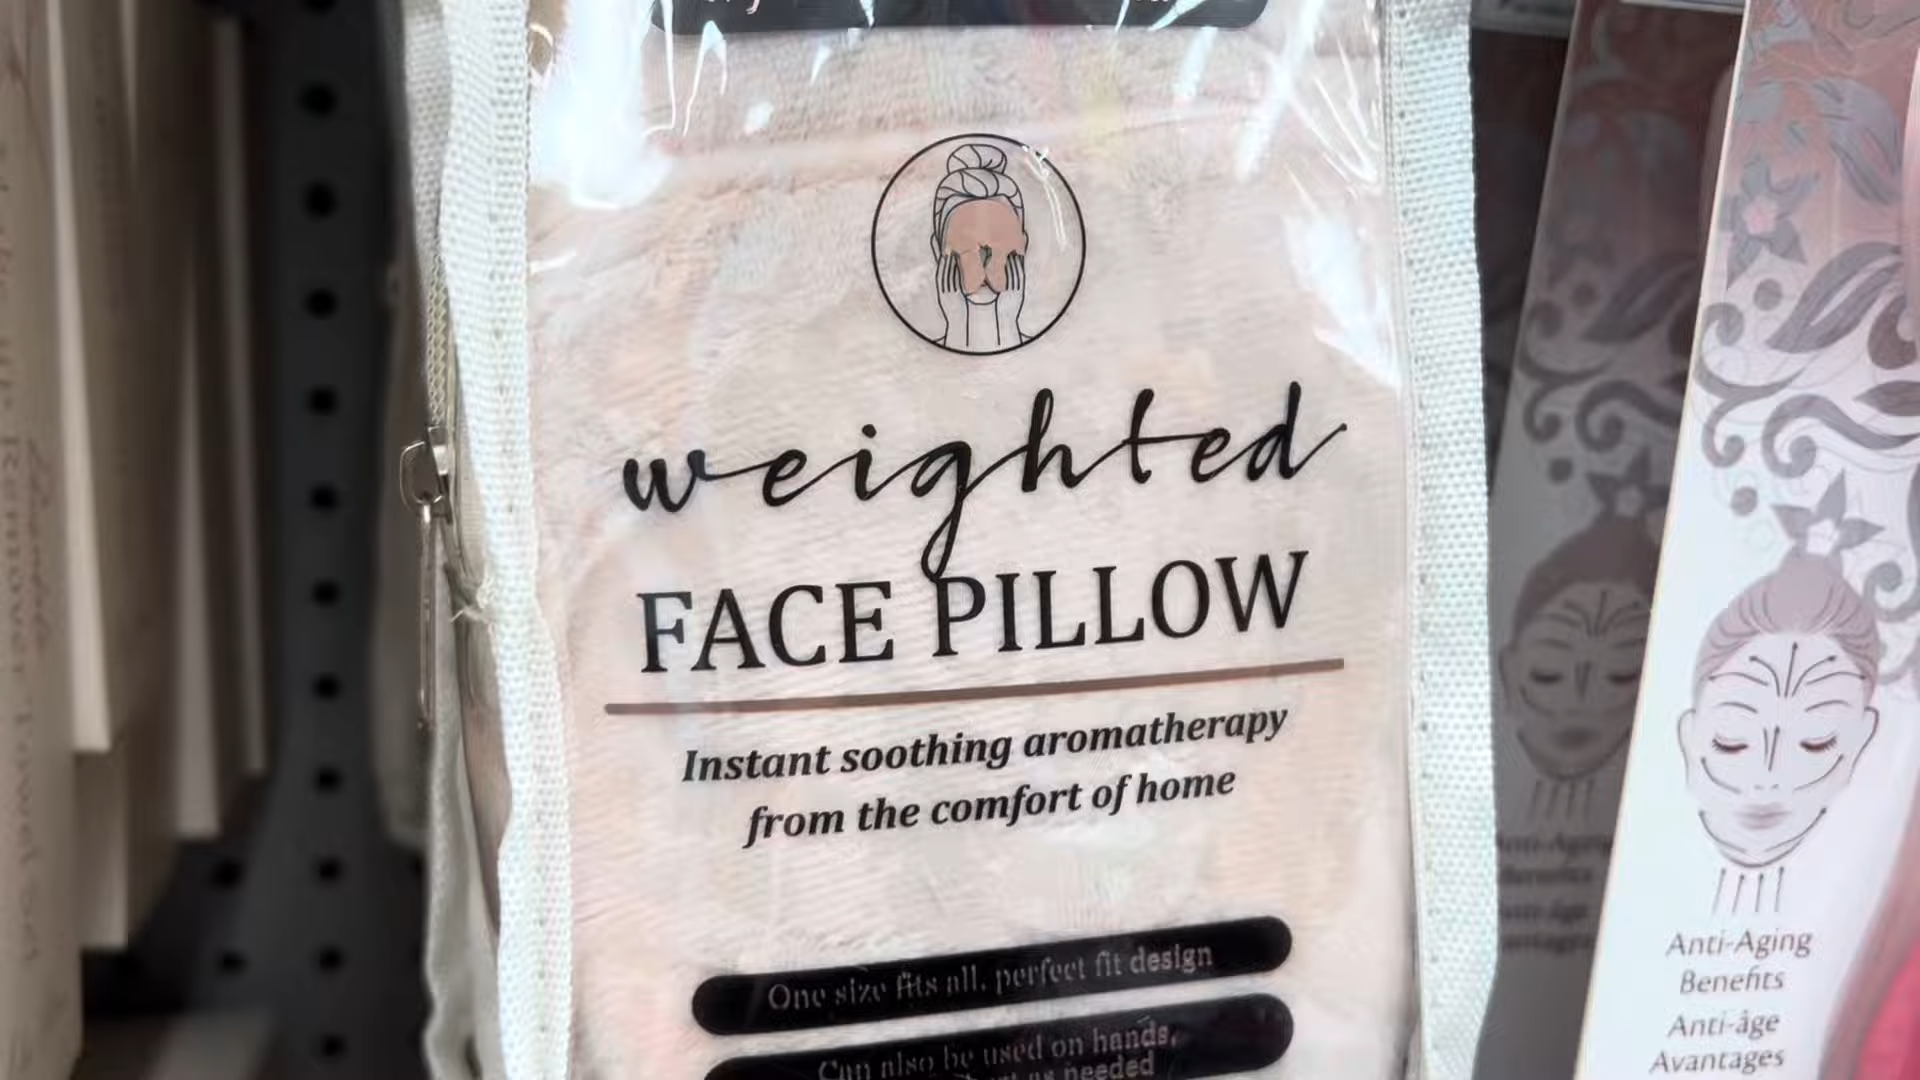 weighted
FACE PILLOW
Instant soothing aromatherapy
from the comfort of home
One size fits all, perfect fit design
Can also be used on hands,
as needed
Anti-Aging
Benefits
Anti-âge
Avantages